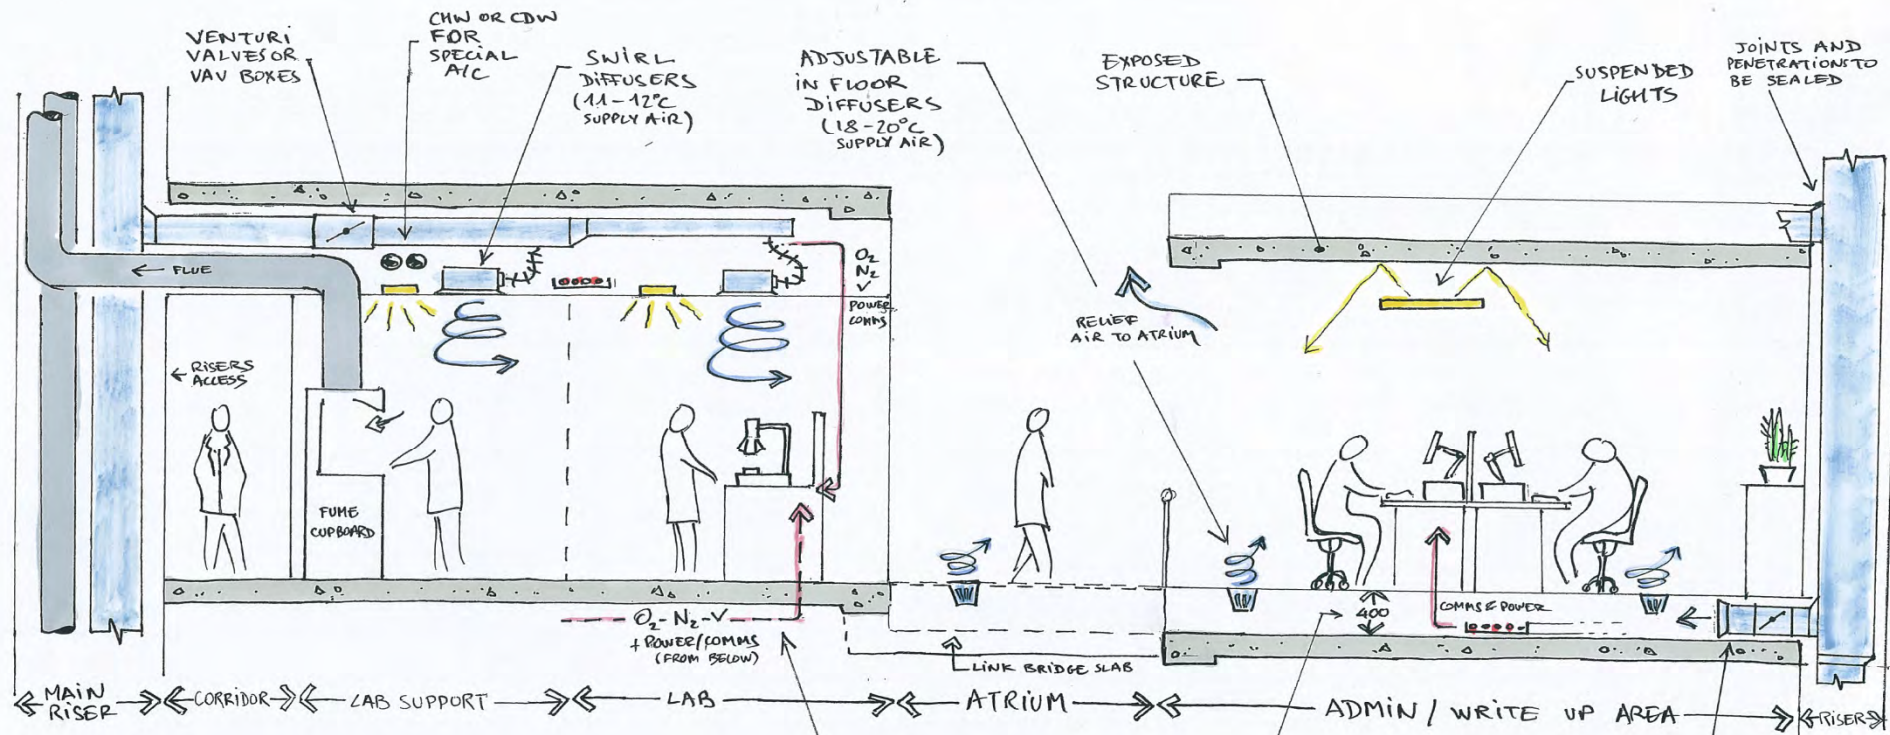 VENTURI
VALVES OR
VAV BOXES
CHW OR CDW
FOR
SPECIAL
A/C
SWIRL
DIFFUSERS
(11-12°C
SUPPLY AIR)
ADJUSTABLE
IN FLOOR
DIFFUSERS
(18-20°C
SUPPLY AIR)
EXPOSED
STRUCTURE
SUSPENDED
LIGHTS
JOINTS AND
PENETRATIONS TO
BE SEALED
FLUE
O2
N2
V
POWER
COMMS
RELIEF
AIR TO ATRIUM
RISERS
ACCESS
FUME
CUPBOARD
O2-N2-V
+ POWER/COMMS
(FROM BELOW)
LINK BRIDGE SLAB
400
COMMS & POWER
MAIN
RISER
CORRIDOR
LAB SUPPORT
LAB
ATRIUM
ADMIN / WRITE UP AREA
RISER